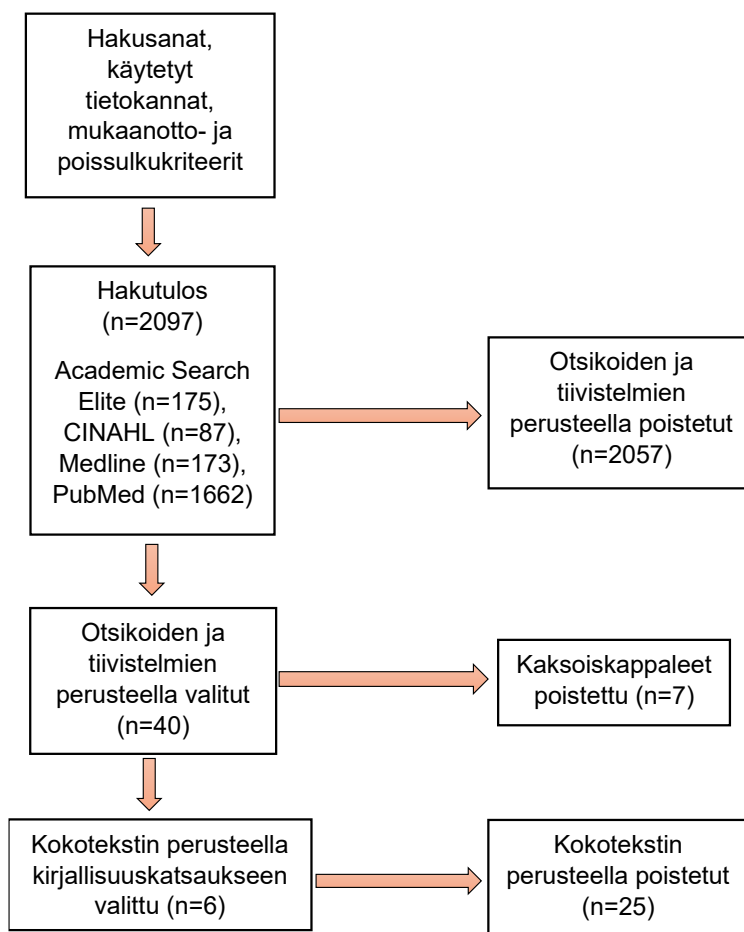 Hakusanat,
käytetyt
tietokannat,
mukaanotto- ja
poissulkukriteerit
Hakutulos
(n=2097)
Academic Search
Elite (n=175),
CINAHL (n=87),
Medline (n=173),
PubMed (n=1662)
Otsikoiden ja
tiivistelmien
perusteella poistetut
(n=2057)
Otsikoiden ja
tiivistelmien
perusteella valitut
(n=40)
Kaksoiskappaleet
poistettu (n=7)
Kokotekstin perusteella
kirjallisuuskatsaukseen
valittu (n=6)
Kokotekstin
perusteella poistetut
(n=25)